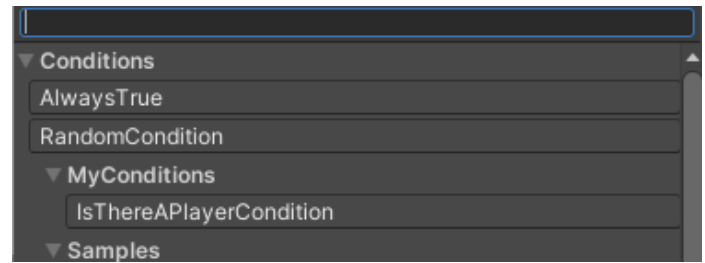 Conditions
AlwaysTrue
RandomCondition
MyConditions
IsThereAPlayerCondition
Samples